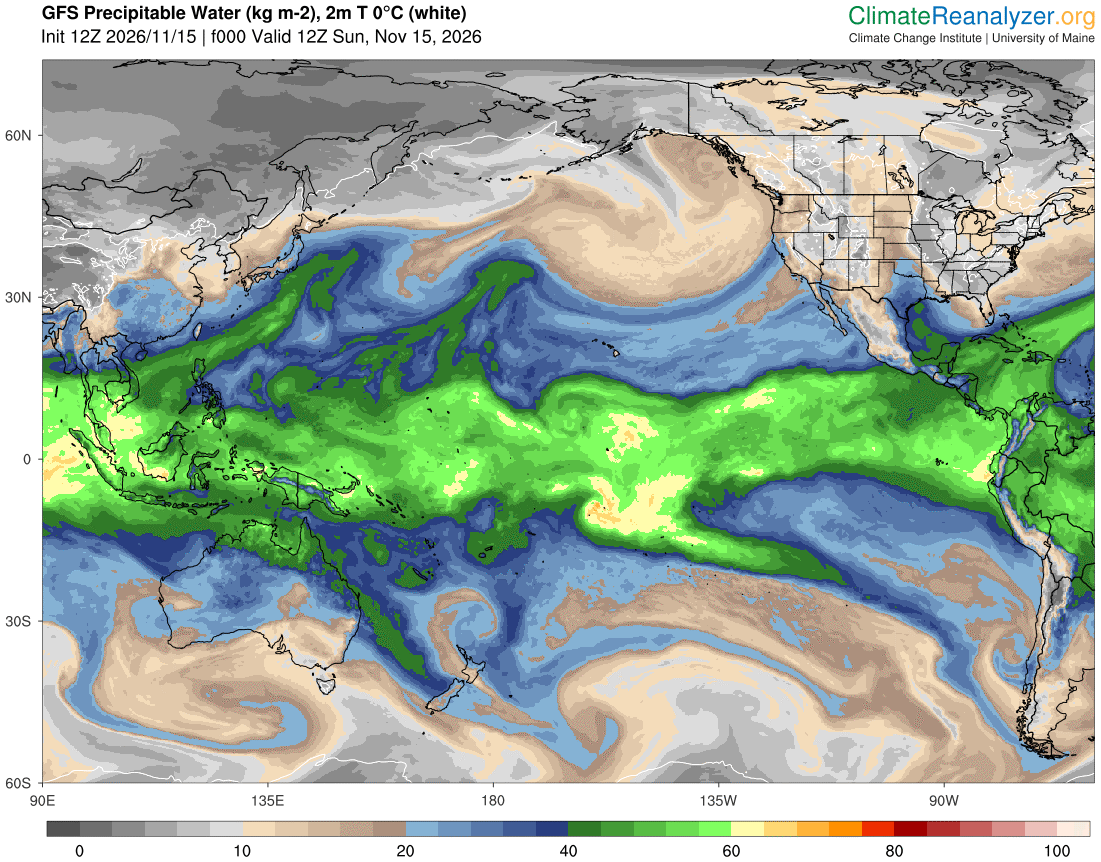 GFS Precipitable Water (kg m-2), 2m T 0°C (white)
Init 12Z 2026/11/15 | f000 Valid 12Z Sun, Nov 15, 2026
ClimateReanalyzer.org
Climate Change Institute | University of Maine
60N
30N
0
30S
60S
90E 135E 180 135W 90W
0 10 20 40 60 80 100